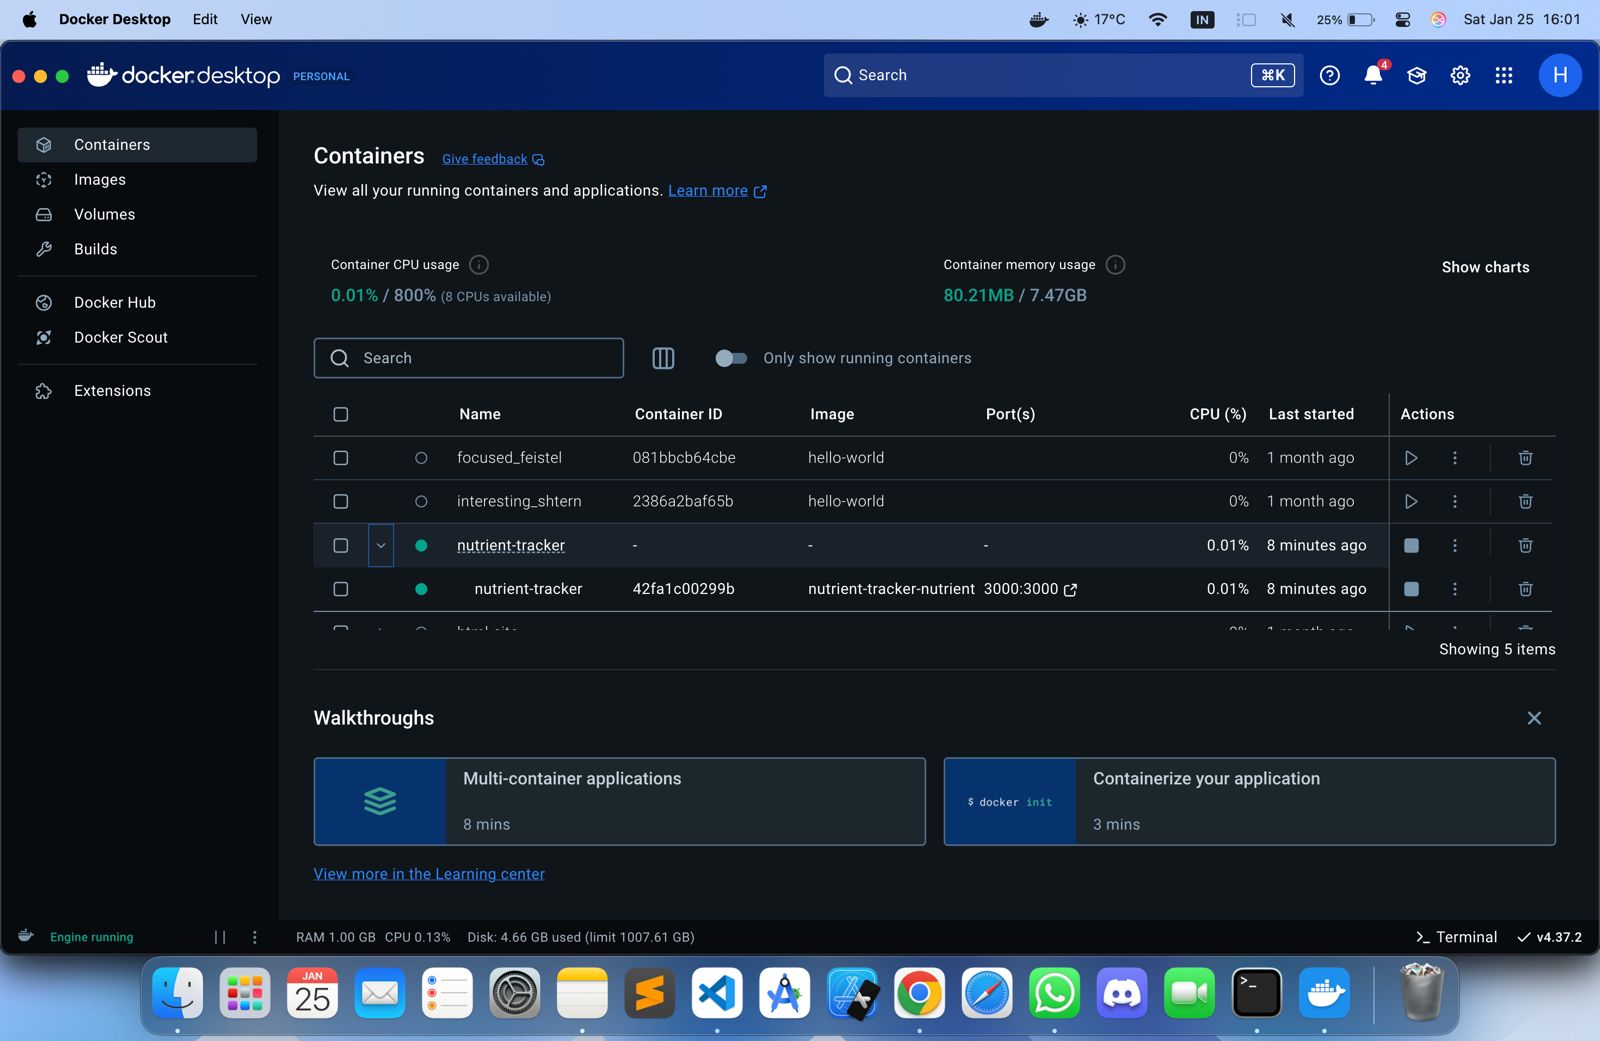 Docker Desktop Edit View 17°C IN 25% Sat Jan 25 16:01
docker.desktop PERSONAL Search ⌘K 4 H
Containers
Images
Volumes
Builds
Docker Hub
Docker Scout
Extensions
Containers Give feedback
View all your running containers and applications. Learn more
Container CPU usage
0.01% / 800% (8 CPUs available)
Container memory usage
80.21MB / 7.47GB
Show charts
Search
Only show running containers
Name Container ID Image Port(s) CPU (%) Last started Actions
focused_feistel 081bbcb64cbe hello-world 0% 1 month ago
interesting_shtern 2386a2baf65b hello-world 0% 1 month ago
nutrient-tracker - - - 0.01% 8 minutes ago
nutrient-tracker 42fa1c00299b nutrient-tracker-nutrient 3000:3000 0.01% 8 minutes ago
Showing 5 items
Walkthroughs
Multi-container applications
8 mins
$ docker init
Containerize your application
3 mins
View more in the Learning center
Engine running
RAM 1.00 GB CPU 0.13% Disk: 4.66 GB used (limit 1007.61 GB)
>_ Terminal
v4.37.2
JAN
25
>_